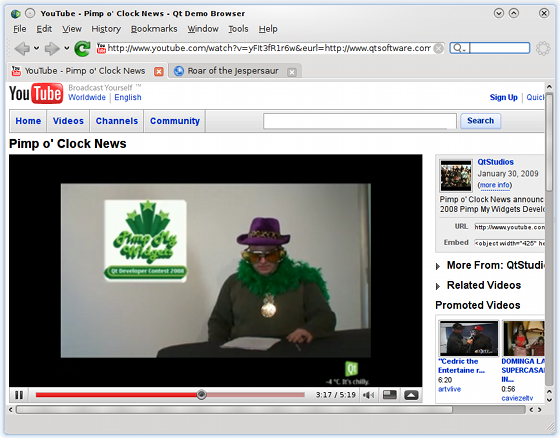 YouTube - Pimp o' Clock News - Qt Demo Browser
File Edit View History Bookmarks Window Tools Help
http://www.youtube.com/watch?v=yFIt3fR1r6w&eurl=http://www.qtsoftware.com
YouTube - Pimp o' Clock News
Roar of the Jespersaur
YouTube
Broadcast Yourself ™
Worldwide | English
Sign Up | Quick
Home Videos Channels Community
Search
Pimp o' Clock News
Pimp My
Widgets
Qt Developer Contest 2008
Qt
-4 °C. It's chilly.
3:17 / 5:19
QtStudios
January 30, 2009
(more info)
Pimp o' Clock News announc
2008 Pimp My Widgets Develo
URL http://www.youtube.com
Embed <object width="425" he
More From: QtStudio
Related Videos
Promoted Videos
"Cedric the
Entertaine r...
6:20
artvlive
DOMINGA LA
SUPERCASA
IN...
0:56
caviezeltv